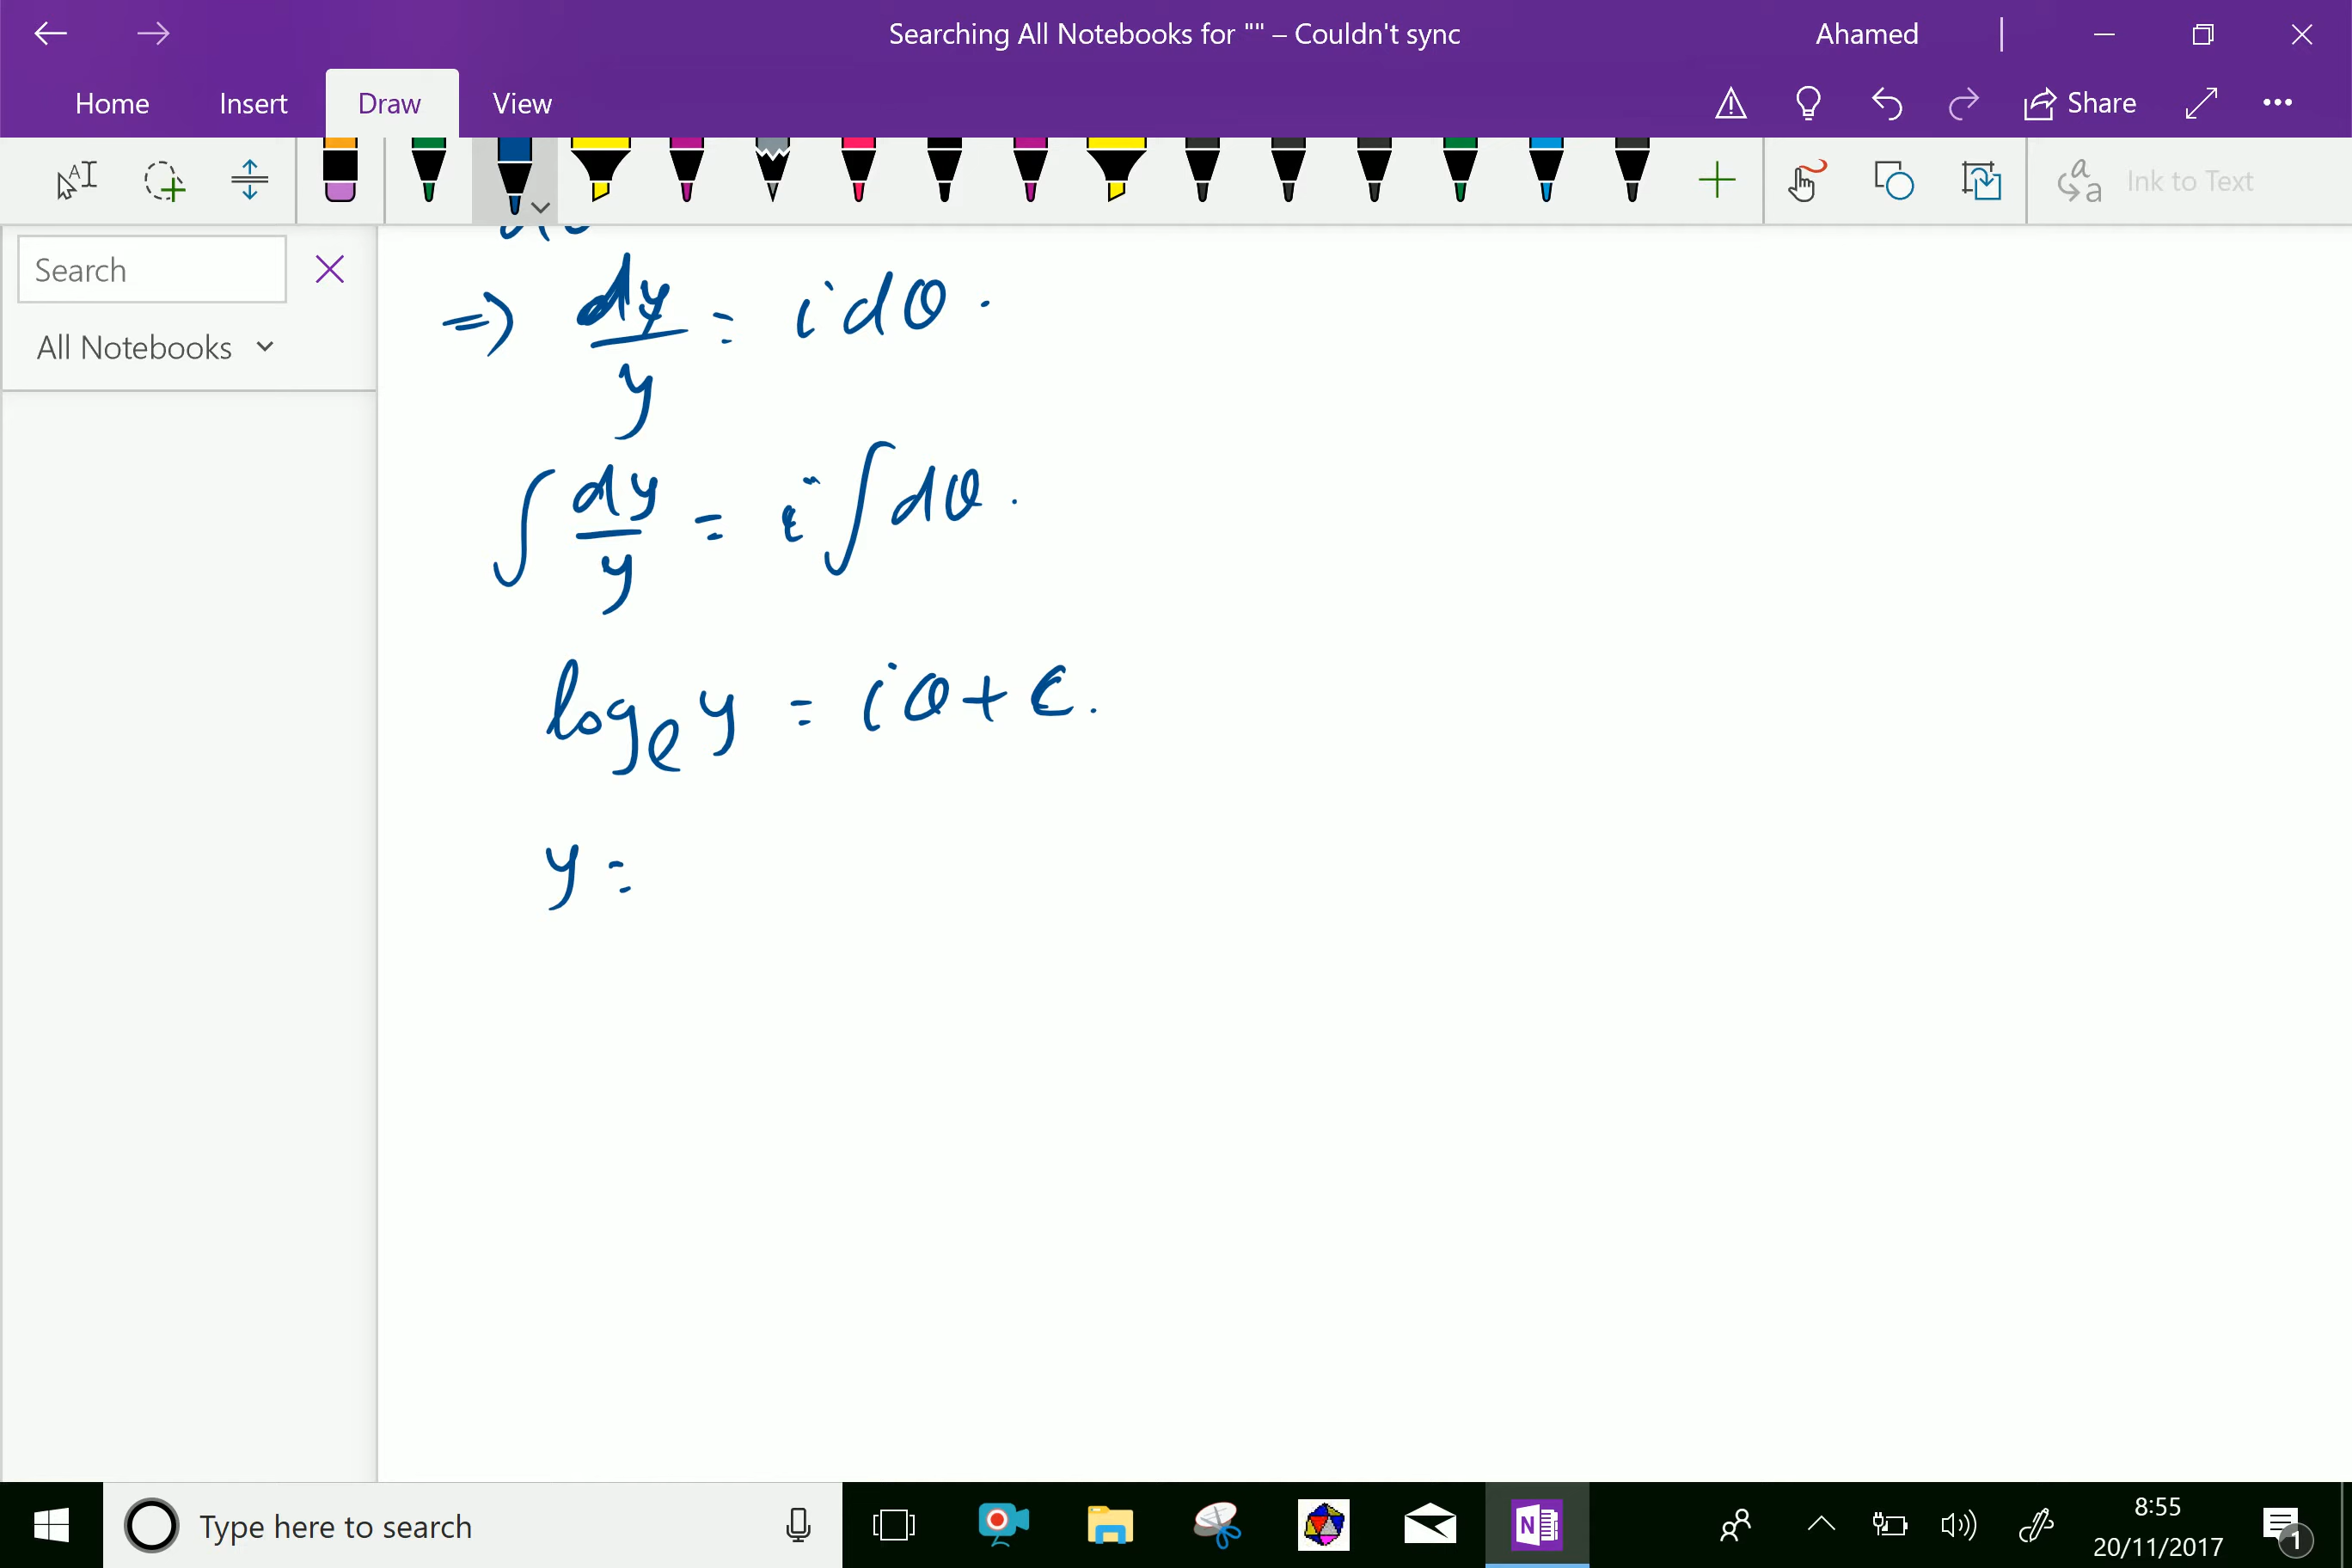 Searching All Notebooks for "" – Couldn't sync
Ahamed
Home Insert Draw View
Share
Ink to Text
Search
All Notebooks
⇒ dy/y = i dθ.
∫ dy/y = i ∫ dθ.
logₑ y = iθ + c.
y =
Type here to search
8:55
20/11/2017
1